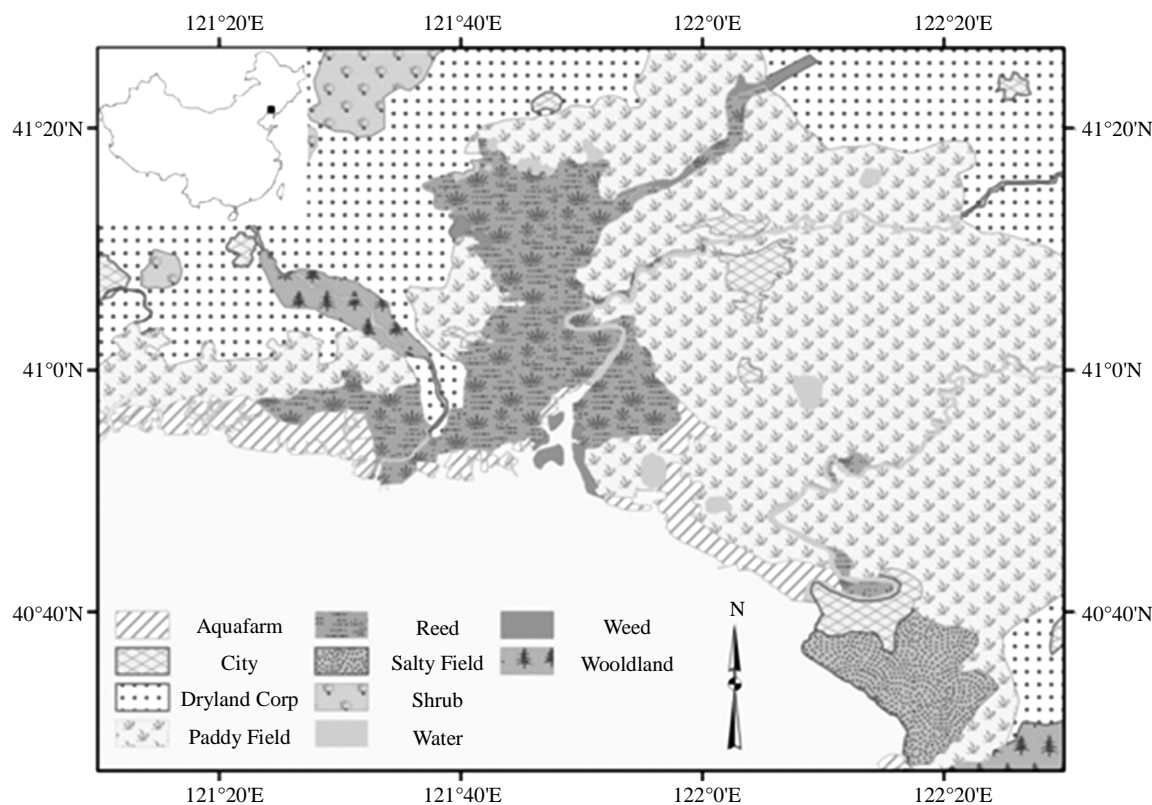 121°20'E 121°40'E 122°0'E 122°20'E
41°20'N 41°20'N
41°0'N 41°0'N
40°40'N 40°40'N
Aquafarm Reed Weed
City Salty Field Wooldland
Dryland Corp Shrub
Paddy Field Water
N
121°20'E 121°40'E 122°0'E 122°20'E